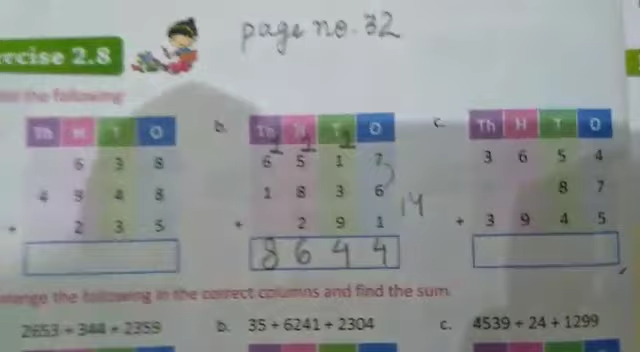 page no. 32
ercise 2.8
the following
Th H T O
6 3 8
4 9 4 8
+ 2 3 5
b. Th H T O
6 5 1 7
1 8 3 6
14
+ 2 9 1
8 6 4 4
c. Th H T O
3 6 5 4
8 7
+ 3 9 4 5
the following in the correct columns and find the sum
2653 + 344 + 2359
b. 35 + 6241 + 2304
c. 4539 + 24 + 1299